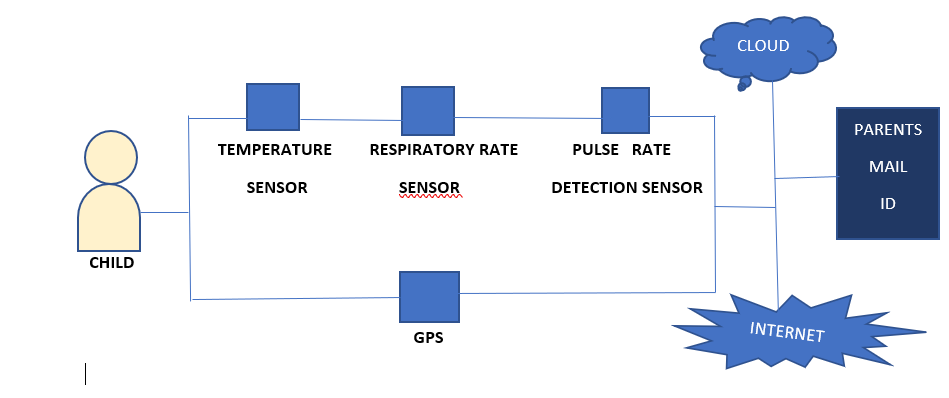 CLOUD
PARENTS
MAIL
ID
TEMPERATURE
SENSOR
RESPIRATORY RATE
SENSOR
PULSE RATE
DETECTION SENSOR
CHILD
GPS
INTERNET